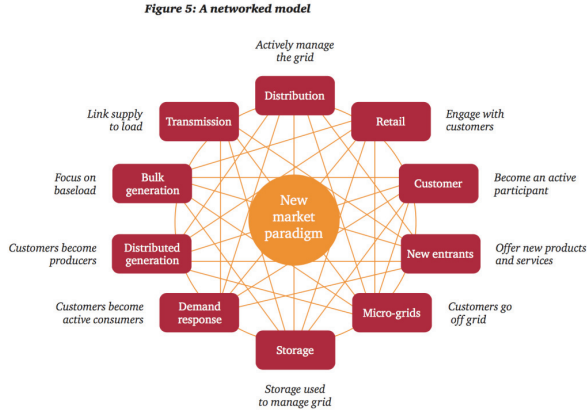 Figure 5: A networked model
Actively manage
the grid
Distribution
Link supply
to load
Transmission
Retail
Engage with
customers
Focus on
baseload
Bulk
generation
Customer
Become an active
participant
New
market
paradigm
Customers become
producers
Distributed
generation
New entrants
Offer new products
and services
Customers become
active consumers
Demand
response
Micro-grids
Customers go
off grid
Storage
Storage used
to manage grid